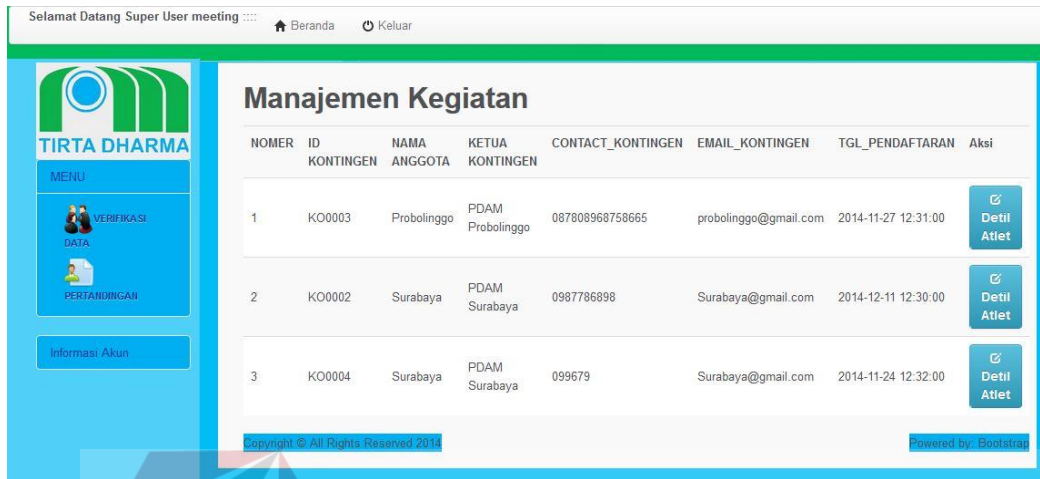 Selamat Datang Super User meeting ::::
Beranda Keluar
TIRTA DHARMA
MENU
VERIFIKASI
DATA
PERTANDINGAN
Informasi Akun
Manajemen Kegiatan
NOMER ID KONTINGEN NAMA ANGGOTA KETUA KONTINGEN CONTACT_KONTINGEN EMAIL_KONTINGEN TGL_PENDAFTARAN Aksi
1 KO0003 Probolinggo PDAM Probolinggo 087808968758665 probolinggo@gmail.com 2014-11-27 12:31:00 Detil Atlet
2 KO0002 Surabaya PDAM Surabaya 0987786898 Surabaya@gmail.com 2014-12-11 12:30:00 Detil Atlet
3 KO0004 Surabaya PDAM Surabaya 099679 Surabaya@gmail.com 2014-11-24 12:32:00 Detil Atlet
Copyright © All Rights Reserved 2014 Powered by: Bootstrap